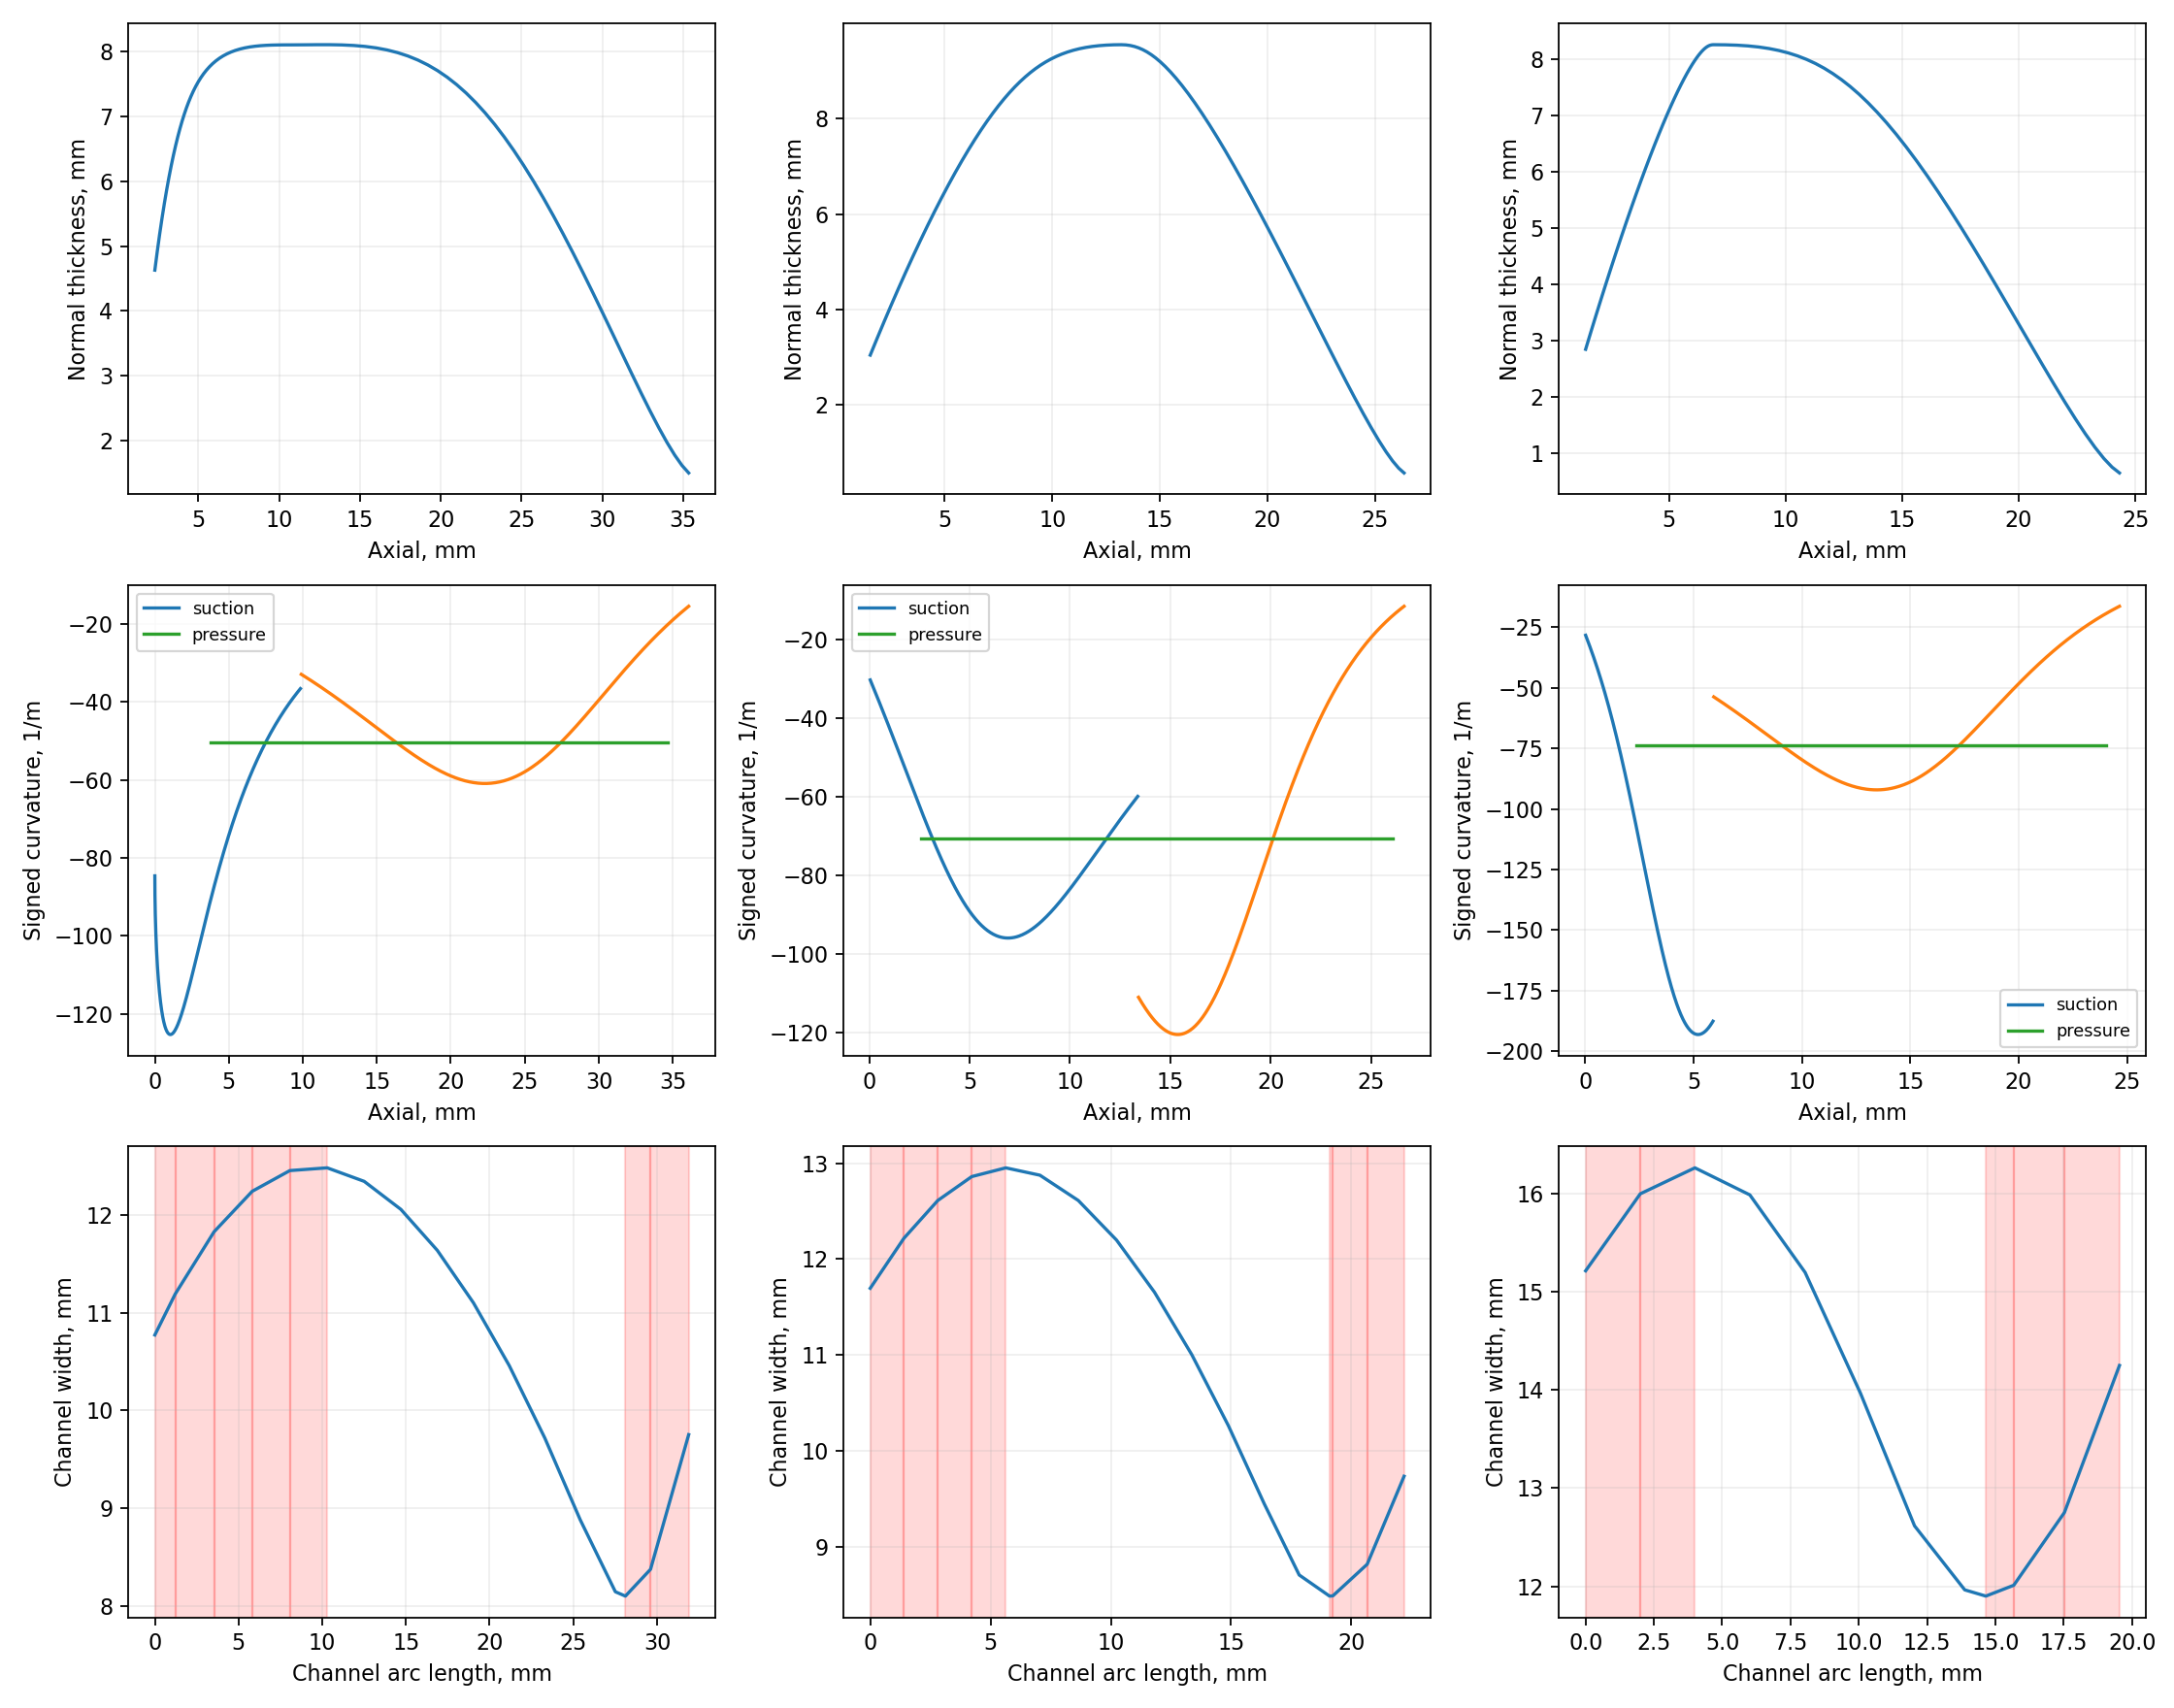 Normal thickness, mm
8
7
6
5
4
3
2
5 10 15 20 25 30 35
Axial, mm
Normal thickness, mm
8
6
4
2
5 10 15 20 25
Axial, mm
Normal thickness, mm
8
7
6
5
4
3
2
1
5 10 15 20 25
Axial, mm
Signed curvature, 1/m
−20
−40
−60
−80
−100
−120
suction
pressure
0 5 10 15 20 25 30 35
Axial, mm
Signed curvature, 1/m
−20
−40
−60
−80
−100
−120
suction
pressure
0 5 10 15 20 25
Axial, mm
Signed curvature, 1/m
−25
−50
−75
−100
−125
−150
−175
−200
suction
pressure
0 5 10 15 20 25
Axial, mm
Channel width, mm
12
11
10
9
8
0 5 10 15 20 25 30
Channel arc length, mm
Channel width, mm
13
12
11
10
9
0 5 10 15 20
Channel arc length, mm
Channel width, mm
16
15
14
13
12
0.0 2.5 5.0 7.5 10.0 12.5 15.0 17.5 20.0
Channel arc length, mm